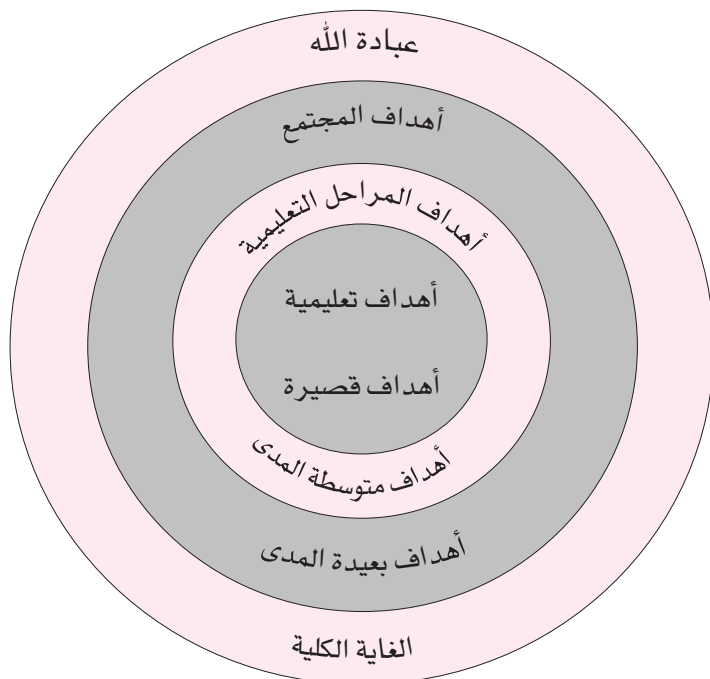 عبادة الله
أهداف المجتمع
أهداف المراحل التعليمية
أهداف تعليمية
أهداف قصيرة
أهداف متوسطة المدى
أهداف بعيدة المدى
الغاية الكلية